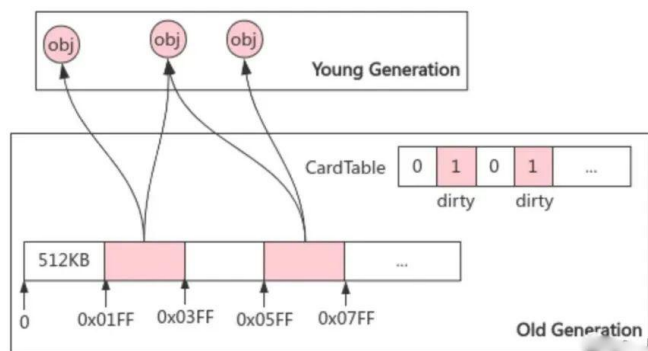 obj obj obj
Young Generation
CardTable 0 1 0 1 ...
dirty dirty
512KB ...
0 0x01FF 0x03FF 0x05FF 0x07FF
Old Generation